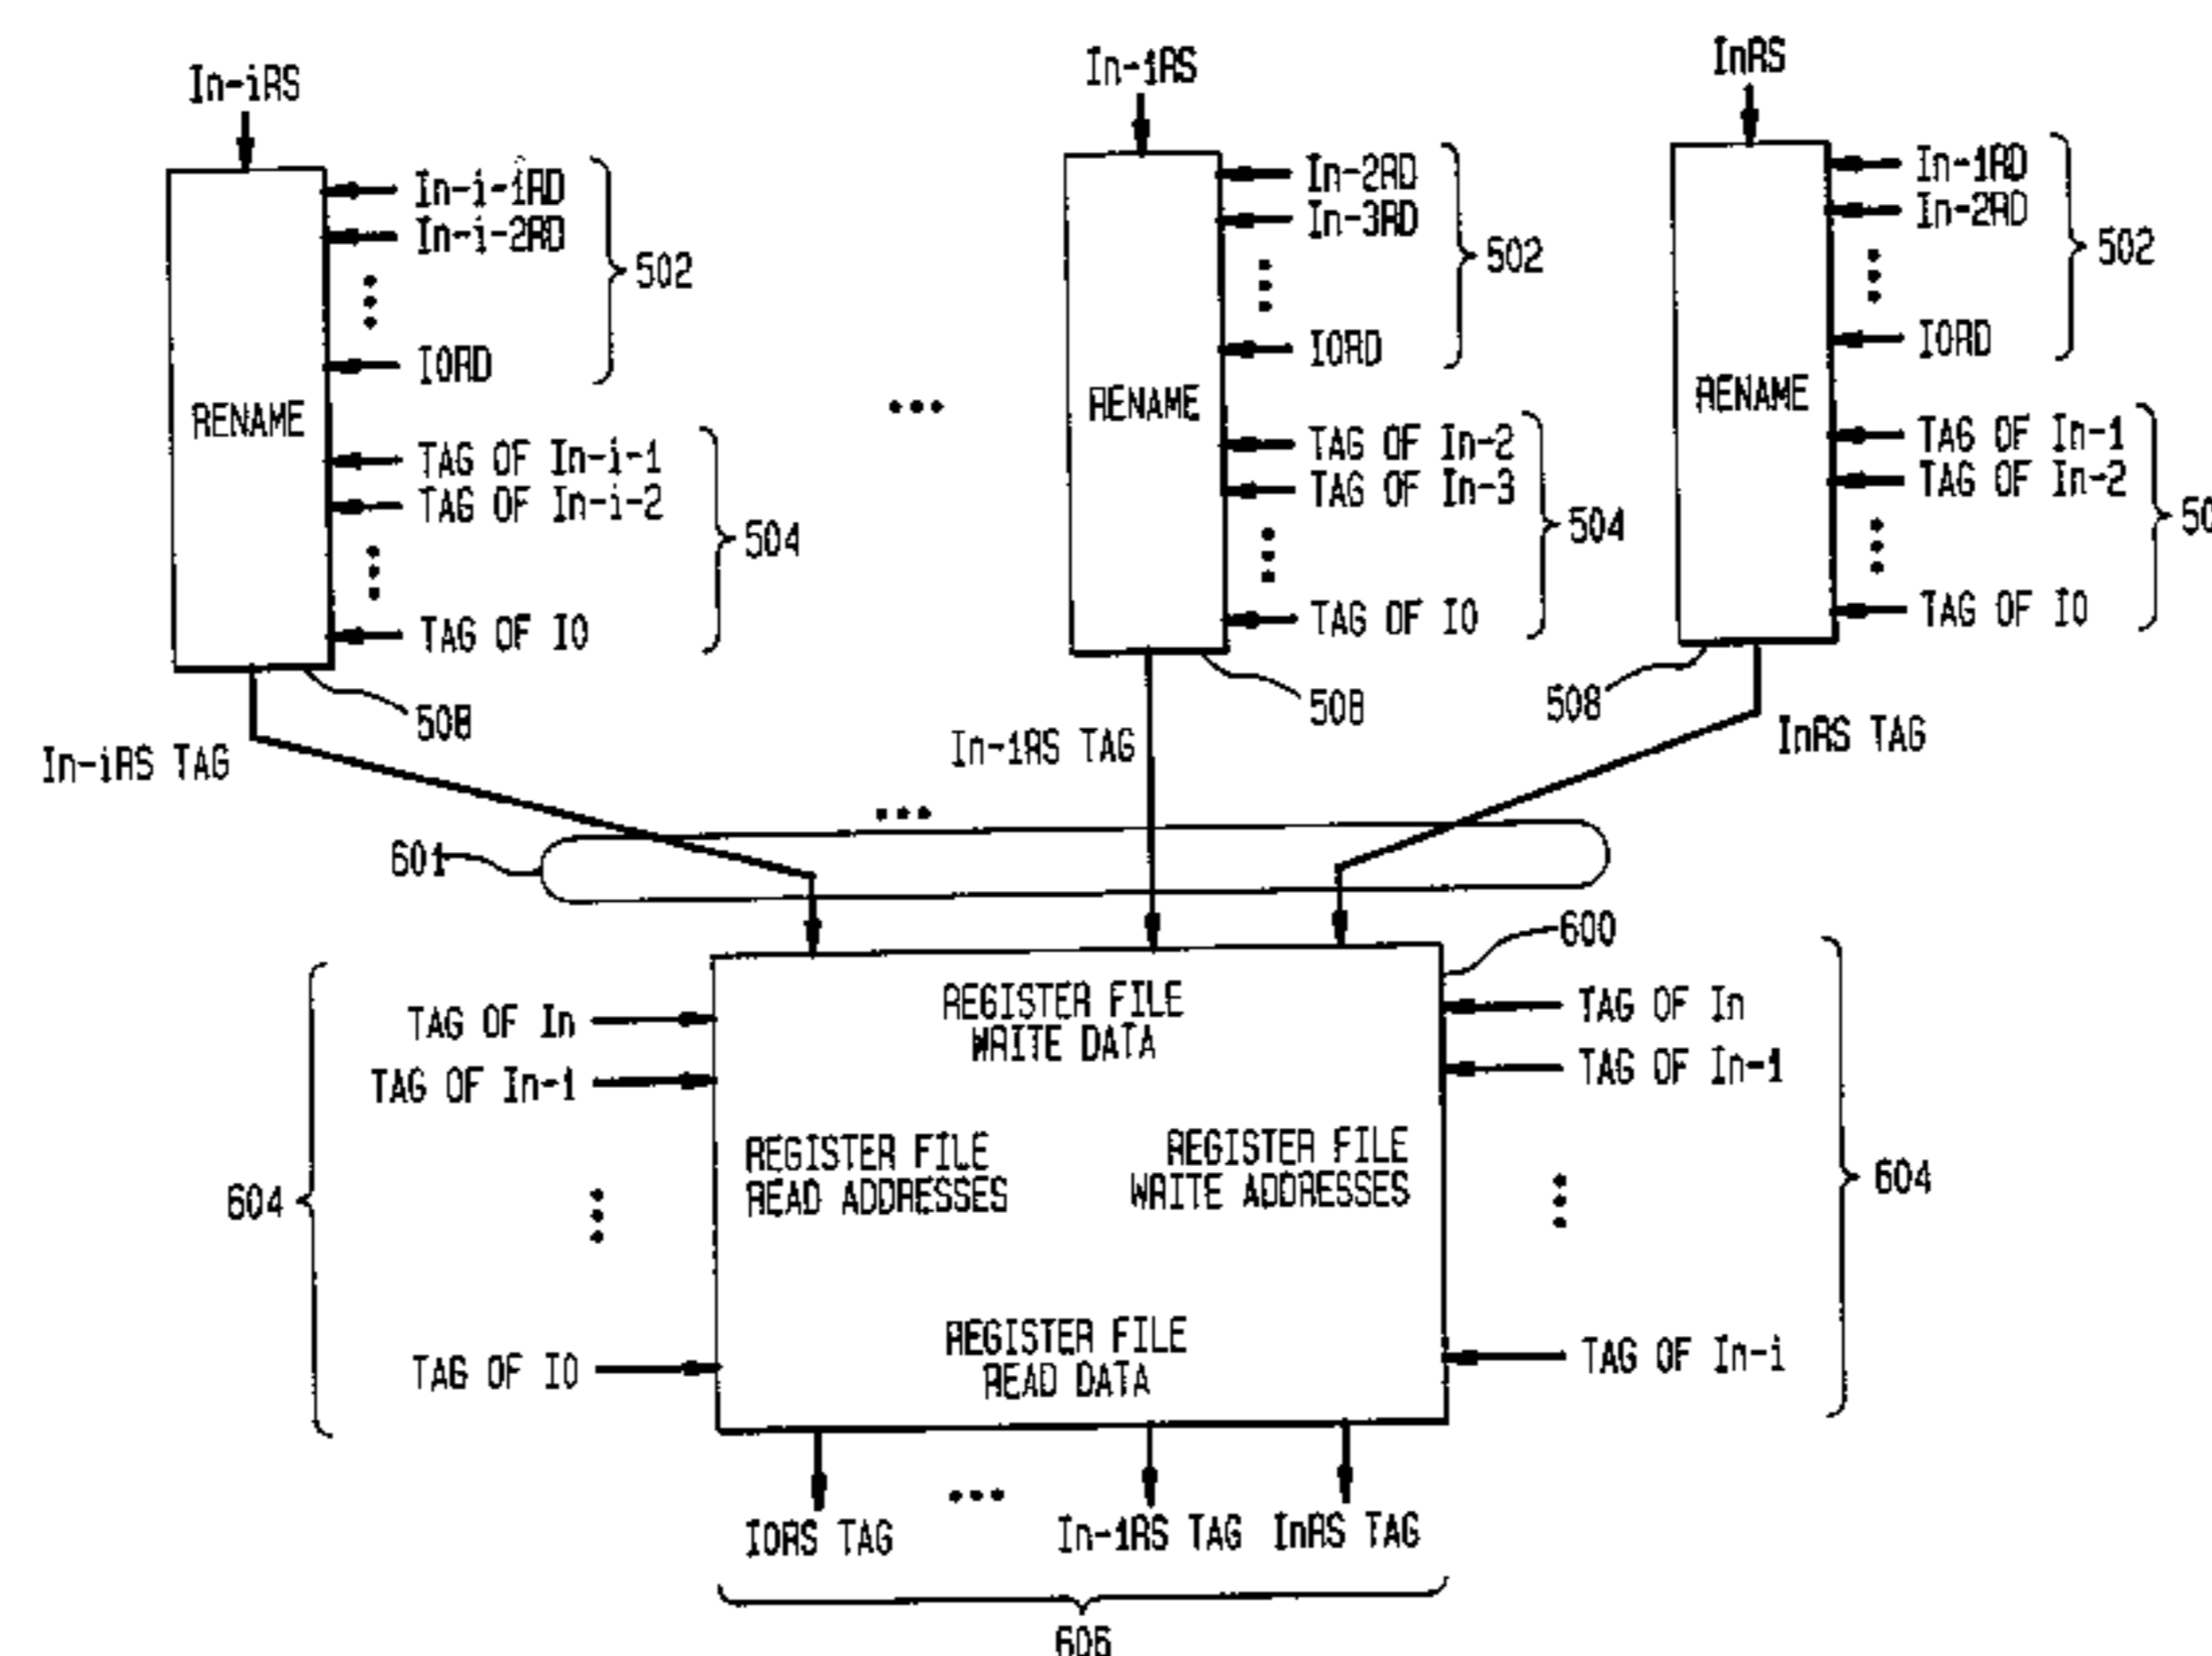 In-iRS
In-1RS
InRS
In-i-1RD
In-i-2RD
502
I0RD
RENAME
TAG OF In-i-1
TAG OF In-i-2
504
TAG OF I0
508
In-iRS TAG
In-2RD
In-3RD
502
I0RD
RENAME
TAG OF In-2
TAG OF In-3
504
TAG OF I0
508
In-1RS TAG
In-1RD
In-2RD
502
I0RD
RENAME
TAG OF In-1
TAG OF In-2
TAG OF I0
508
InRS TAG
601
600
REGISTER FILE
WRITE DATA
TAG OF In
TAG OF In-1
604
TAG OF I0
REGISTER FILE
READ ADDRESSES
REGISTER FILE
WRITE ADDRESSES
TAG OF In
TAG OF In-1
604
TAG OF In-i
REGISTER FILE
READ DATA
I0RS TAG
In-1RS TAG
InRS TAG
606